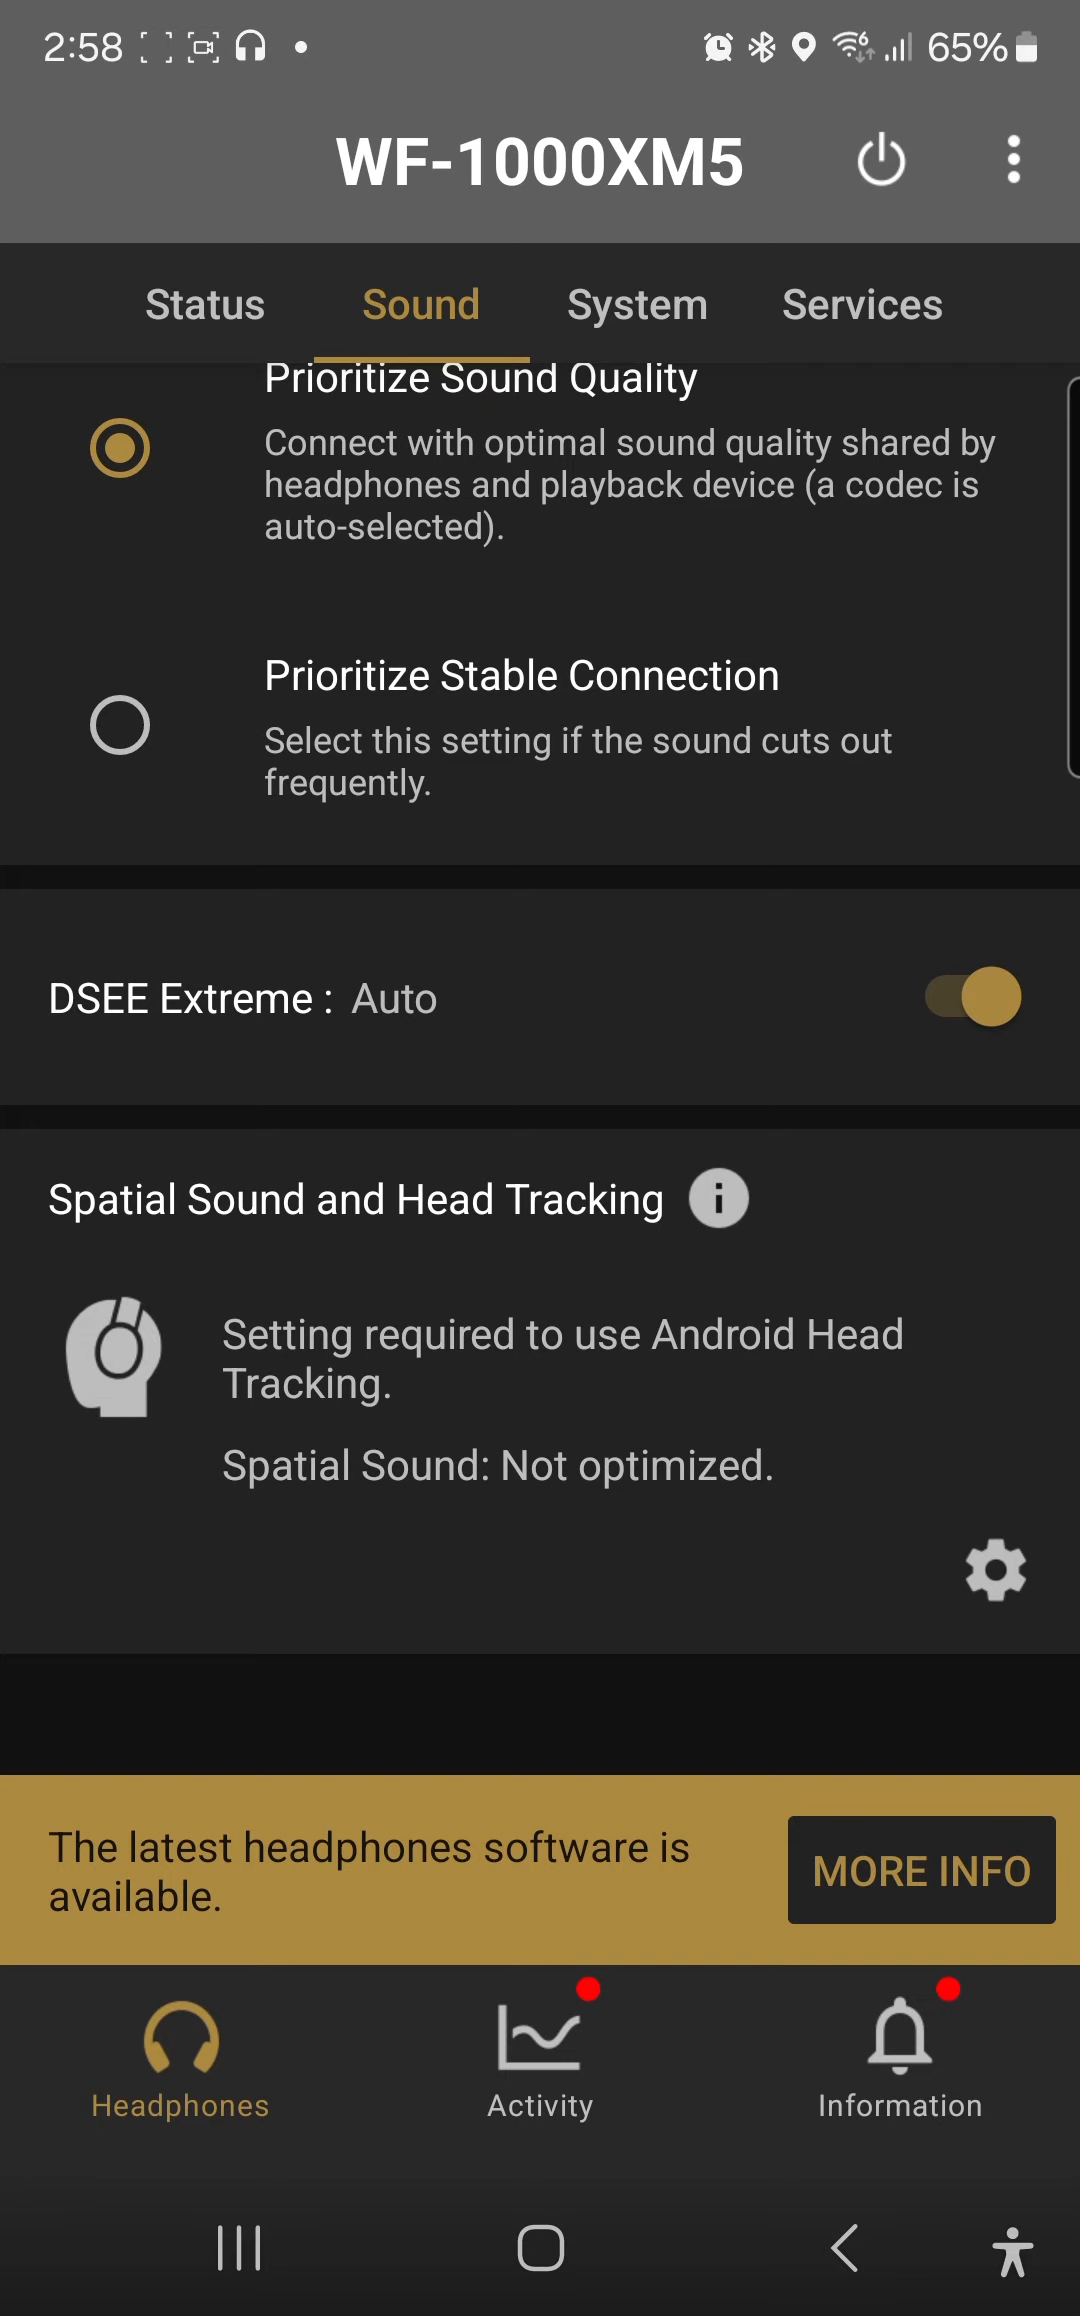 2:58
6
65%
WF-1000XM5
Status Sound System Services
Prioritize Sound Quality
Connect with optimal sound quality shared by
headphones and playback device (a codec is
auto-selected).
Prioritize Stable Connection
Select this setting if the sound cuts out
frequently.
DSEE Extreme : Auto
Spatial Sound and Head Tracking
Setting required to use Android Head
Tracking.
Spatial Sound: Not optimized.
The latest headphones software is
available.
MORE INFO
Headphones Activity Information